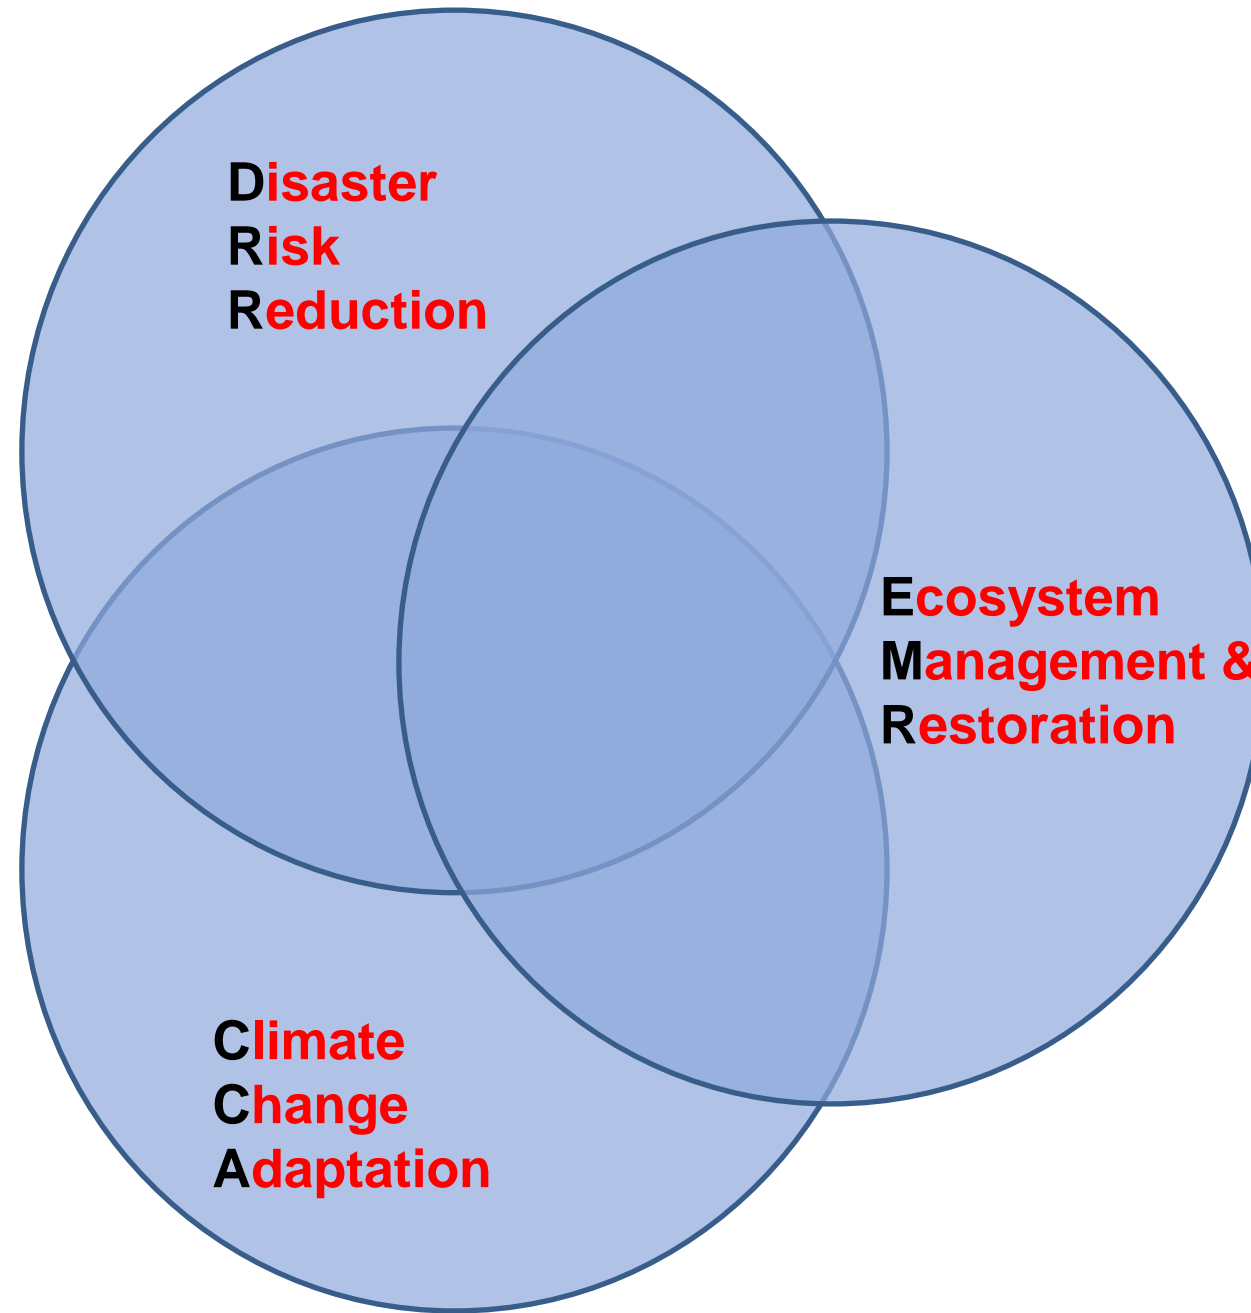 Disaster
Risk
Reduction
Ecosystem
Management &
Restoration
Climate
Change
Adaptation